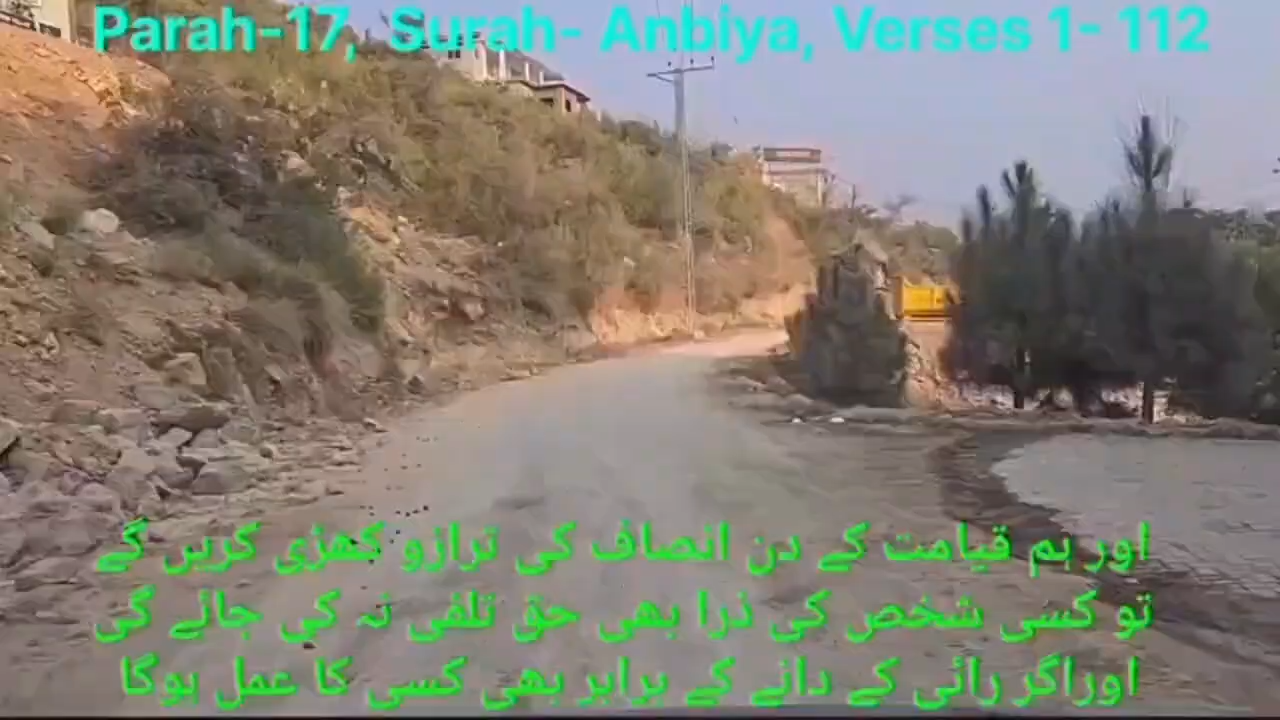 Parah-17, Surah- Anbiya, Verses 1- 112
اور ہم قیامت کے دن انصاف کی ترازو کھڑی کریں گے
تو کسی شخص کی ذرا بھی حق تلفی نہ کی جائے گی
اوراگر رائی کے دانے کے برابر بھی کسی کا عمل ہوگا